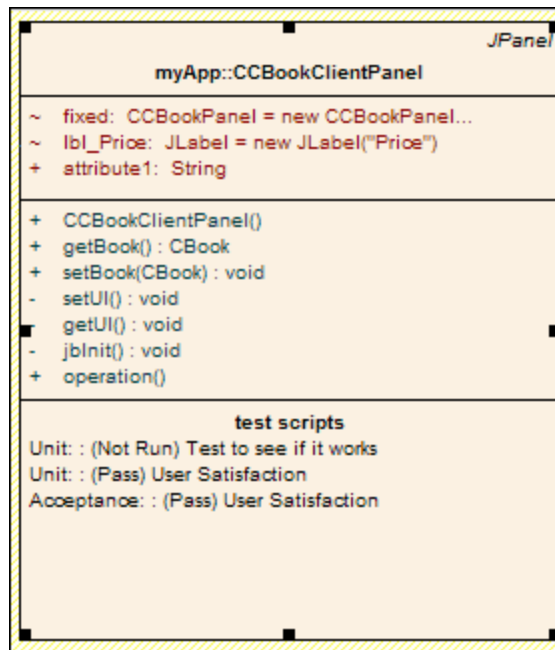 JPanel
myApp::CCBookClientPanel
~ fixed: CCBookPanel = new CCBookPanel...
~ lbl_Price: JLabel = new JLabel("Price")
+ attribute1: String
+ CCBookClientPanel()
+ getBook() : CBook
+ setBook(CBook) : void
- setUI() : void
- getUI() : void
- jbInit() : void
+ operation()
test scripts
Unit: : (Not Run) Test to see if it works
Unit: : (Pass) User Satisfaction
Acceptance: : (Pass) User Satisfaction